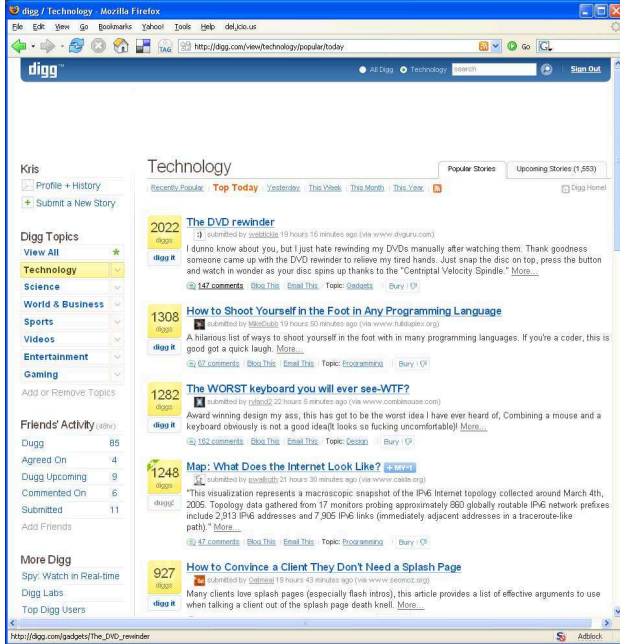 digg / Technology - Mozilla Firefox
File Edit View Go Bookmarks Yahoo! Tools Help del.icio.us
TAG http://digg.com/view/technology/popular/today Go G
digg™ All Digg Technology search Sign Out
Kris
Profile + History
+ Submit a New Story
Digg Topics
View All *
Technology
Science
World & Business
Sports
Videos
Entertainment
Gaming
Add or Remove Topics
Friends' Activity (48hr)
Dugg 85
Agreed On 4
Dugg Upcoming 9
Commented On 6
Submitted 11
Add Friends
More Digg
Spy: Watch in Real-time
Digg Labs
Top Digg Users
Technology
Popular Stories Upcoming Stories (1,553)
Recently Popular Top Today Yesterday This Week This Month This Year Digg Home
2022 diggs digg it
The DVD rewinder
:) submitted by webtickle 19 hours 16 minutes ago (via www.dvguru.com)
I dunno know about you, but I just hate rewinding my DVDs manually after watching them. Thank goodness
someone came up with the DVD rewinder to relieve my tired hands. Just snap the disc on top, press the button
and watch in wonder as your disc spins up thanks to the "Centriptal Velocity Spindle." More...
147 comments Blog This Email This Topic: Gadgets Bury
1308 diggs digg it
How to Shoot Yourself in the Foot in Any Programming Language
submitted by MikeDubb 19 hours 50 minutes ago (via www.fullduplex.org)
A hilarious list of ways to shoot yourself in the foot with in many programming languages. If you're a coder, this is
good got a quick laugh. More...
67 comments Blog This Email This Topic: Programming Bury
1282 diggs digg it
The WORST keyboard you will ever see-WTF?
submitted by ryland2 22 hours 5 minutes ago (via www.combimouse.com)
Award winning design my ass, this has got to be the worst idea I have ever heard of, Combining a mouse and a
keyboard obviously is not a good idea(It looks so fucking uncomfortable)! More...
152 comments Blog This Email This Topic: Design Bury
1248 diggs dugg!
Map: What Does the Internet Look Like? + MY•1
submitted by pwallroth 21 hours 30 minutes ago (via www.caida.org)
"This visualization represents a macroscopic snapshot of the IPv6 Internet topology collected around March 4th,
2005. Topology data gathered from 17 monitors probing approximately 860 globally routable IPv6 network prefixes
include 2,913 IPv6 addresses and 7,905 IPv6 links (immediately adjacent addresses in a traceroute-like
path)." More...
47 comments Blog This Email This Topic: Programming Bury
927 diggs digg it
How to Convince a Client They Don't Need a Splash Page
submitted by Oatmeal 19 hours 43 minutes ago (via www.seomoz.org)
Many clients love splash pages (especially flash intros), this article provides a list of effective arguments to use
when talking a client out of the splash page death knell. More...
http://digg.com/gadgets/The_DVD_rewinder Adblock